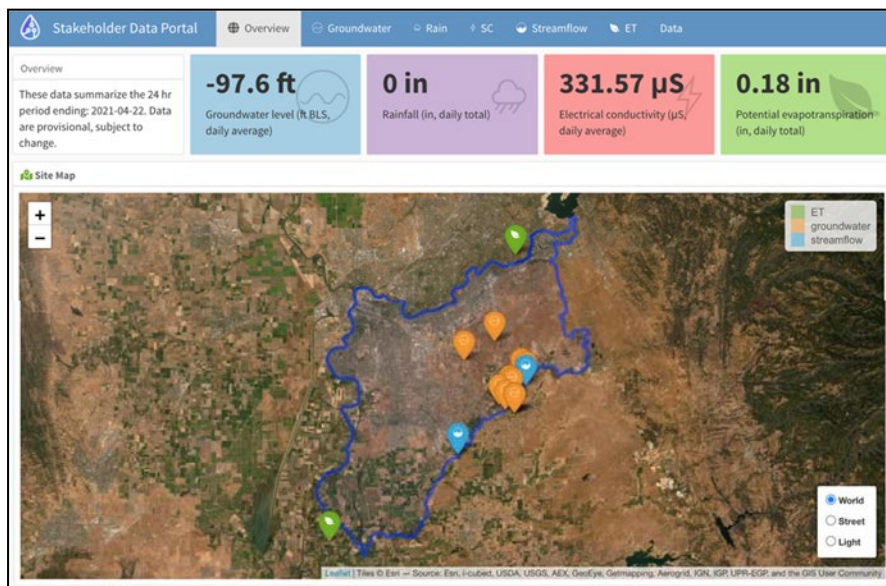 Stakeholder Data Portal Overview Groundwater Rain SC Streamflow ET Data
Overview
These data summarize the 24 hr
period ending: 2021-04-22. Data
are provisional, subject to
change.
-97.6 ft
Groundwater level (ft BLS,
daily average)
0 in
Rainfall (in, daily total)
331.57 µS
Electrical conductivity (µS,
daily average)
0.18 in
Potential evapotranspiration
(in, daily total)
Site Map
+
−
ET
groundwater
streamflow
World
Street
Light
Leaflet | Tiles © Esri — Source: Esri, i-cubed, USDA, USGS, AEX, GeoEye, Getmapping, Aerogrid, IGN, IGP, UPR-EGP, and the GIS User Community